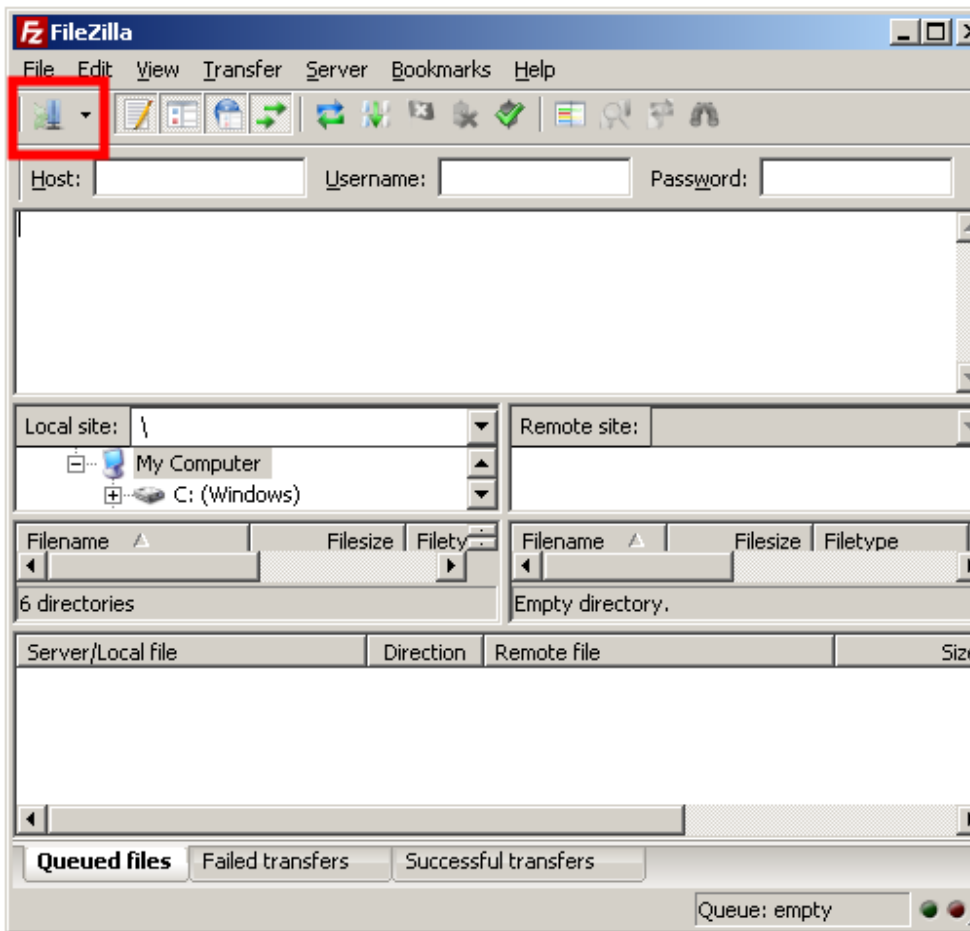 FileZilla
File Edit View Transfer Server Bookmarks Help
Host: Username: Password:
Local site: \ Remote site:
My Computer
C: (Windows)
Filename Filesize Filety Filename Filesize Filetype
6 directories Empty directory.
Server/Local file Direction Remote file Size
Queued files Failed transfers Successful transfers
Queue: empty